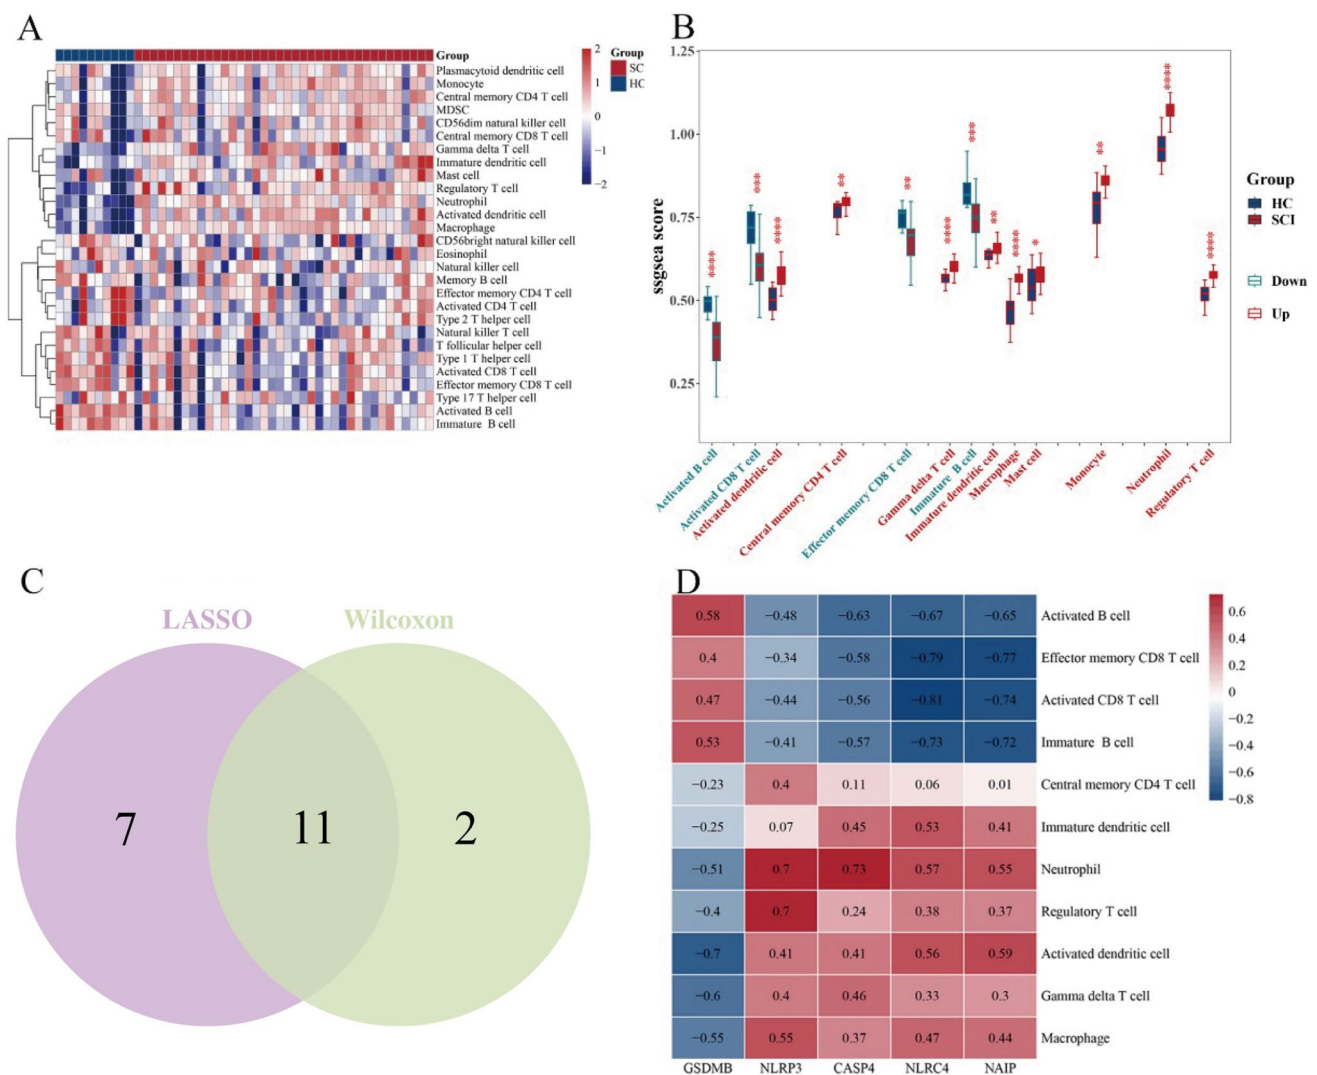 A
Group
Plasmacytoid dendritic cell
Monocyte
Central memory CD4 T cell
MDSC
CD56dim natural killer cell
Central memory CD8 T cell
Gamma delta T cell
Immature dendritic cell
Mast cell
Regulatory T cell
Neutrophil
Activated dendritic cell
Macrophage
CD56bright natural killer cell
Eosinophil
Natural killer cell
Memory B cell
Effector memory CD4 T cell
Activated CD4 T cell
Type 2 T helper cell
Natural killer T cell
T follicular helper cell
Type 1 T helper cell
Activated CD8 T cell
Effector memory CD8 T cell
Type 17 T helper cell
Activated B cell
Immature B cell
2
1
0
−1
−2
Group
SC
HC
B
ssgsea score
1.25
1.00
0.75
0.50
0.25
****
***
****
**
**
****
***
**
****
*
**
****
****
Activated B cell
Activated CD8 T cell
Activated dendritic cell
Central memory CD4 T cell
Effector memory CD8 T cell
Gamma delta T cell
Immature B cell
Immature dendritic cell
Macrophage
Mast cell
Monocyte
Neutrophil
Regulatory T cell
Group
HC
SCI
Down
Up
C
LASSO Wilcoxon
7 11 2
D
0.58 −0.48 −0.63 −0.67 −0.65 Activated B cell
0.4 −0.34 −0.58 −0.79 −0.77 Effector memory CD8 T cell
0.47 −0.44 −0.56 −0.81 −0.74 Activated CD8 T cell
0.53 −0.41 −0.57 −0.73 −0.72 Immature B cell
−0.23 0.4 0.11 0.06 0.01 Central memory CD4 T cell
−0.25 0.07 0.45 0.53 0.41 Immature dendritic cell
−0.51 0.7 0.73 0.57 0.55 Neutrophil
−0.4 0.7 0.24 0.38 0.37 Regulatory T cell
−0.7 0.41 0.41 0.56 0.59 Activated dendritic cell
−0.6 0.4 0.46 0.33 0.3 Gamma delta T cell
−0.55 0.55 0.37 0.47 0.44 Macrophage
GSDMB NLRP3 CASP4 NLRC4 NAIP
0.6
0.4
0.2
0
−0.2
−0.4
−0.6
−0.8